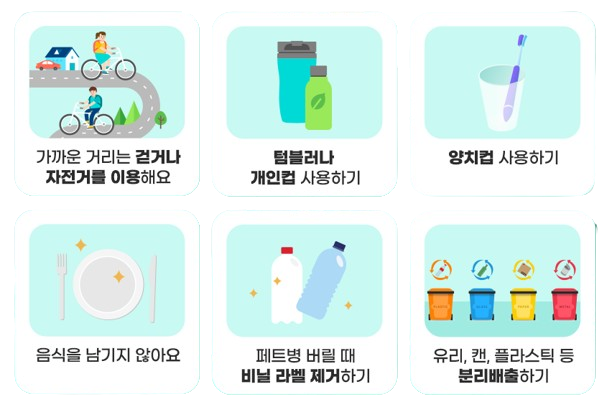 가까운 거리는 걷거나
자전거를 이용해요
텀블러나
개인컵 사용하기
양치컵 사용하기
음식을 남기지 않아요
페트병 버릴 때
비닐 라벨 제거하기
유리, 캔, 플라스틱 등
분리배출하기